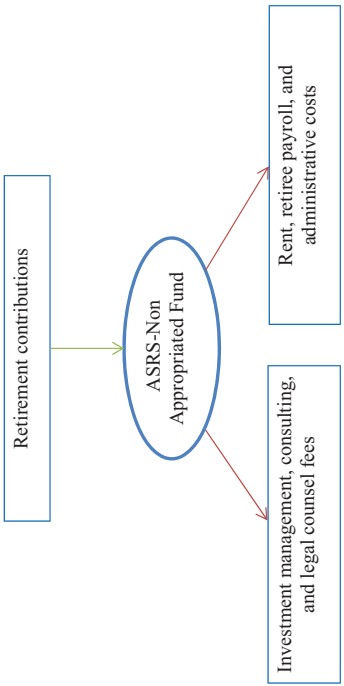 Retirement contributions
ASRS-Non
Appropriated Fund
Investment management, consulting,
and legal counsel fees
Rent, retiree payroll, and
administrative costs